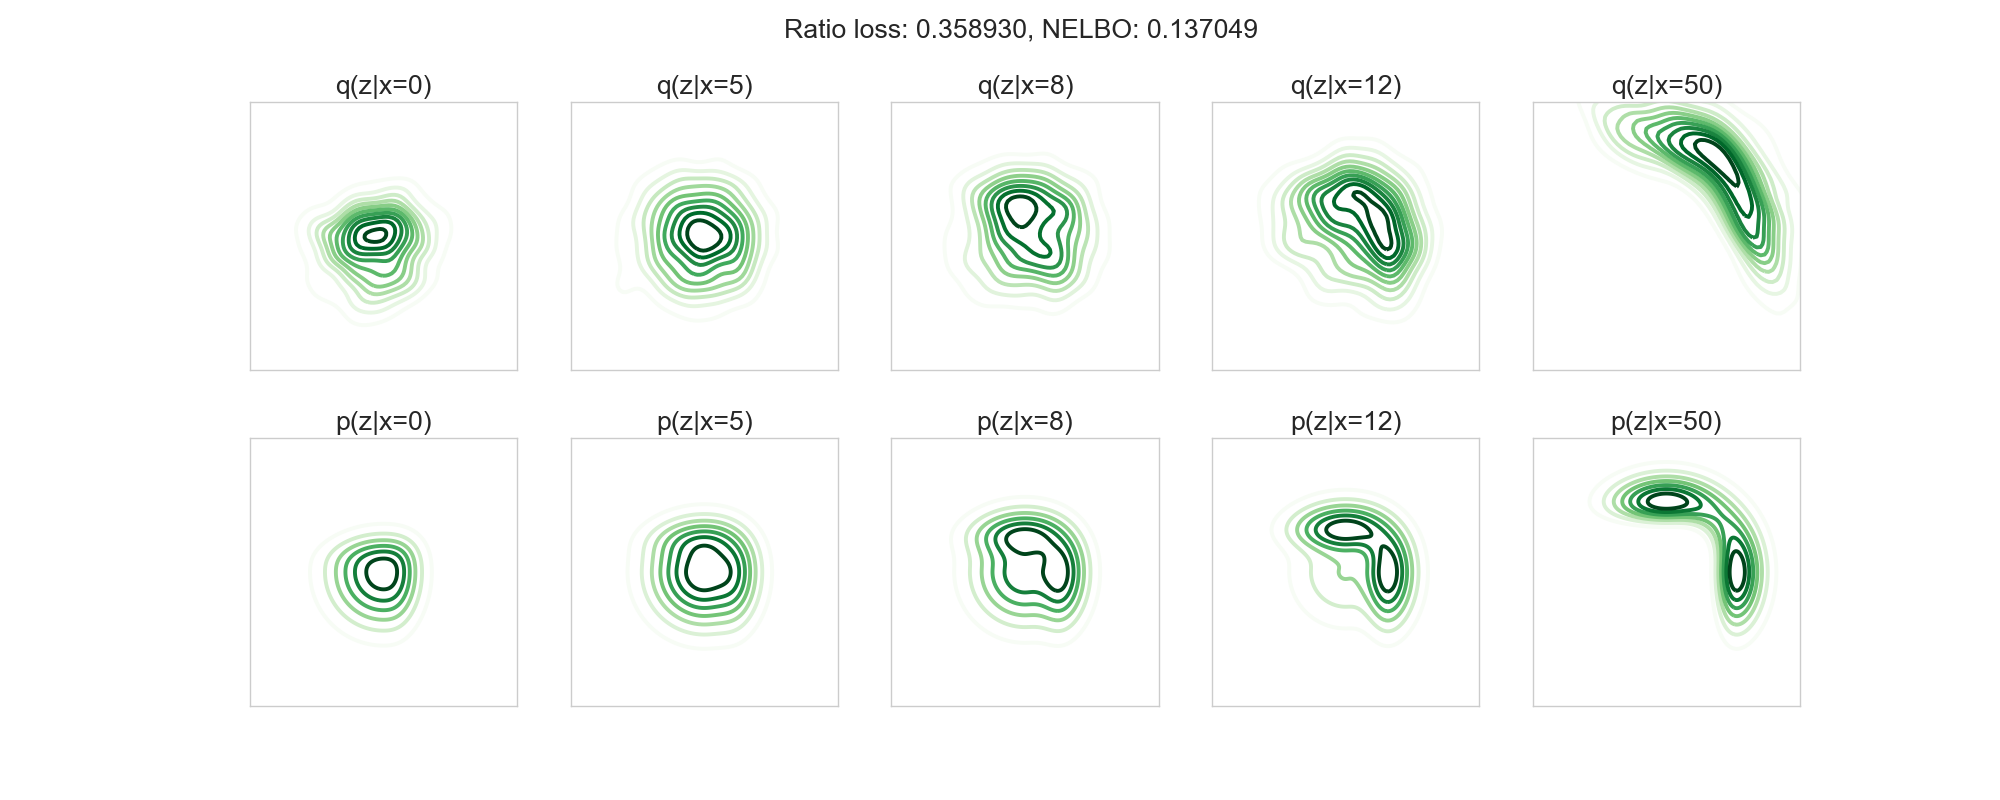 Ratio loss: 0.358930, NELBO: 0.137049
q(z|x=0) q(z|x=5) q(z|x=8) q(z|x=12) q(z|x=50)
p(z|x=0) p(z|x=5) p(z|x=8) p(z|x=12) p(z|x=50)